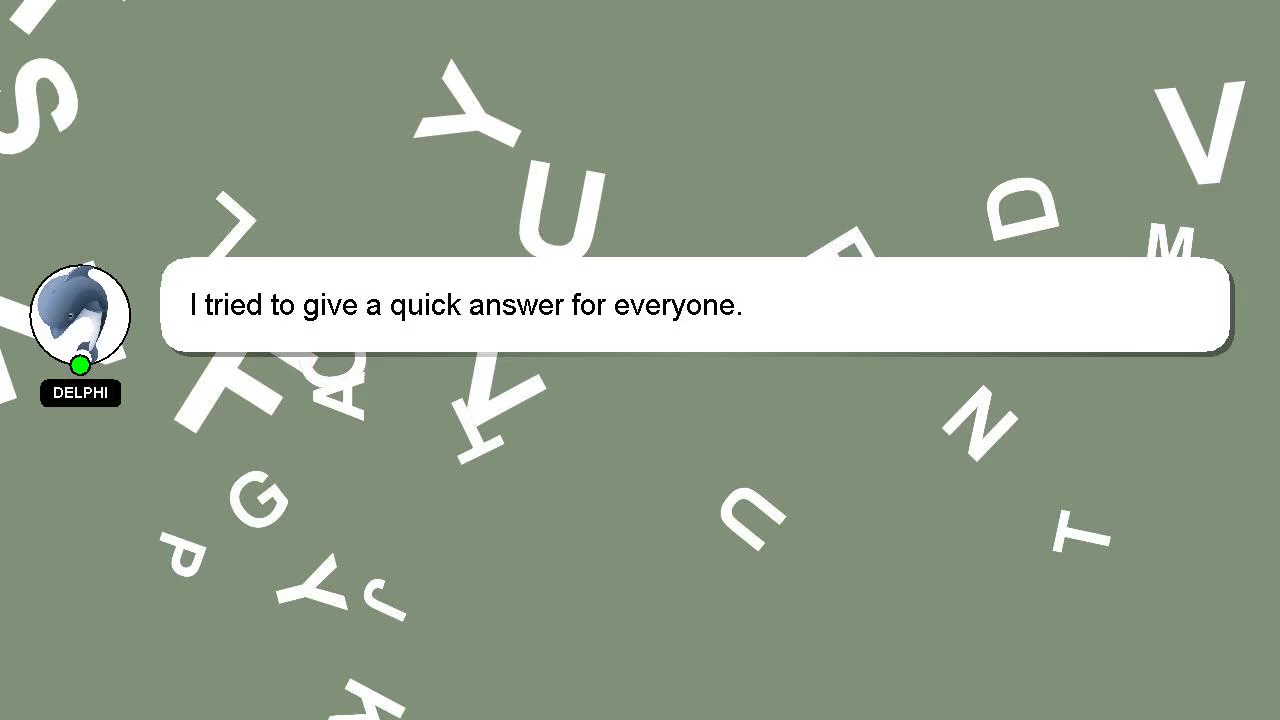 S
Y
V
U
L
D
M
I tried to give a quick answer for everyone.
DELPHI
T
A
I
N
G
U
T
P
Y
J
K